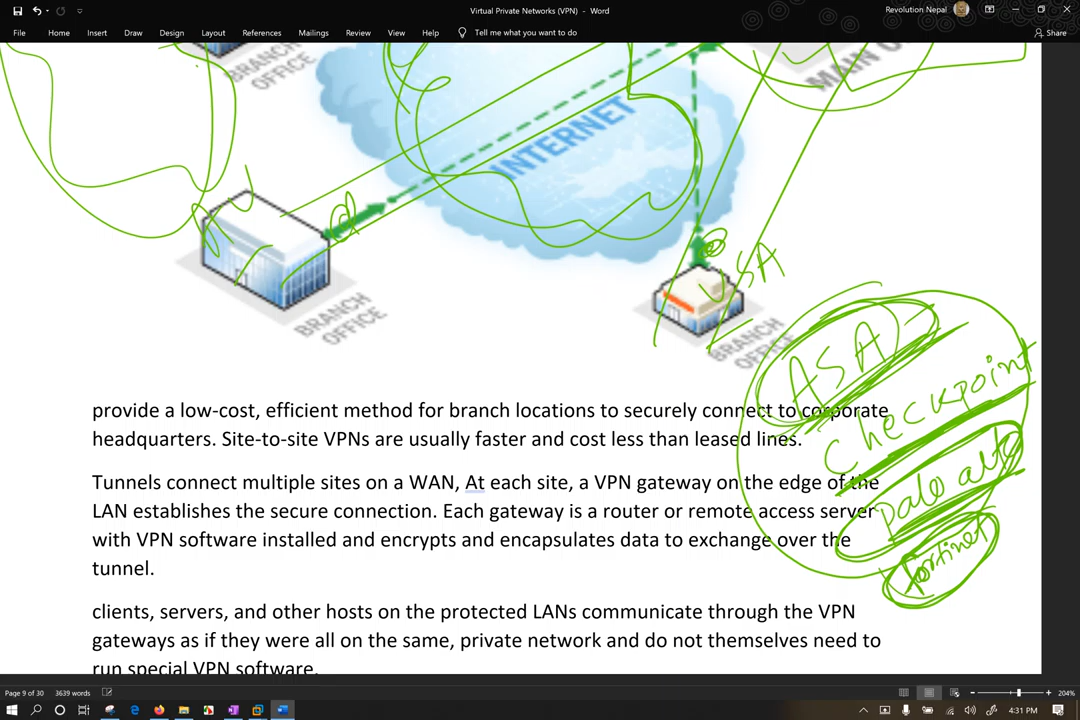 Virtual Private Networks (VPN) - Word
Revolution Nepal
File Home Insert Draw Design Layout References Mailings Review View Help Tell me what you want to do Share
BRANCH OFFICE
MAIN
INTERNET
USA
BRANCH OFFICE
BRANCH OFFICE
ASA
Checkpoint
palo alto
fortinet
provide a low-cost, efficient method for branch locations to securely connect to corporate
headquarters. Site-to-site VPNs are usually faster and cost less than leased lines.
Tunnels connect multiple sites on a WAN, At each site, a VPN gateway on the edge of the
LAN establishes the secure connection. Each gateway is a router or remote access server
with VPN software installed and encrypts and encapsulates data to exchange over the
tunnel.
clients, servers, and other hosts on the protected LANs communicate through the VPN
gateways as if they were all on the same, private network and do not themselves need to
run special VPN software.
Page 9 of 30 3639 words 204%
4:31 PM